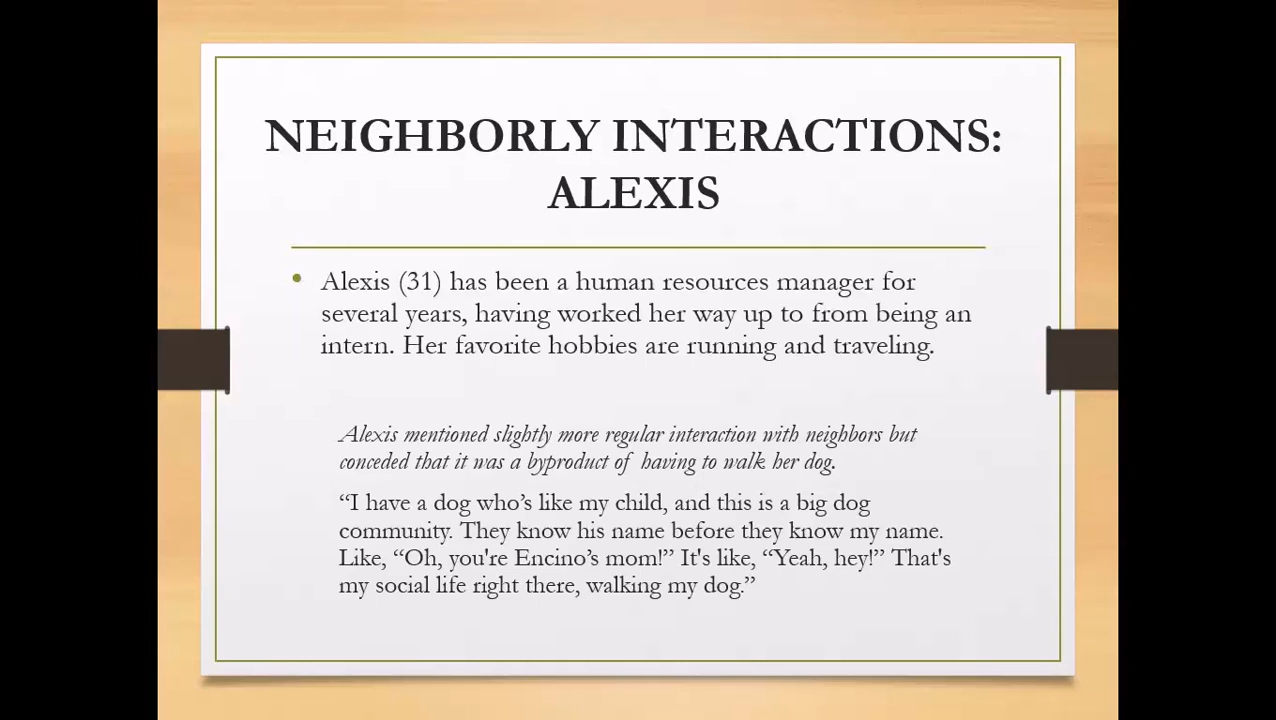 NEIGHBORLY INTERACTIONS:
ALEXIS
• Alexis (31) has been a human resources manager for
several years, having worked her way up to from being an
intern. Her favorite hobbies are running and traveling.
Alexis mentioned slightly more regular interaction with neighbors but
conceded that it was a byproduct of having to walk her dog.
“I have a dog who’s like my child, and this is a big dog
community. They know his name before they know my name.
Like, “Oh, you're Encino’s mom!” It's like, “Yeah, hey!” That's
my social life right there, walking my dog.”